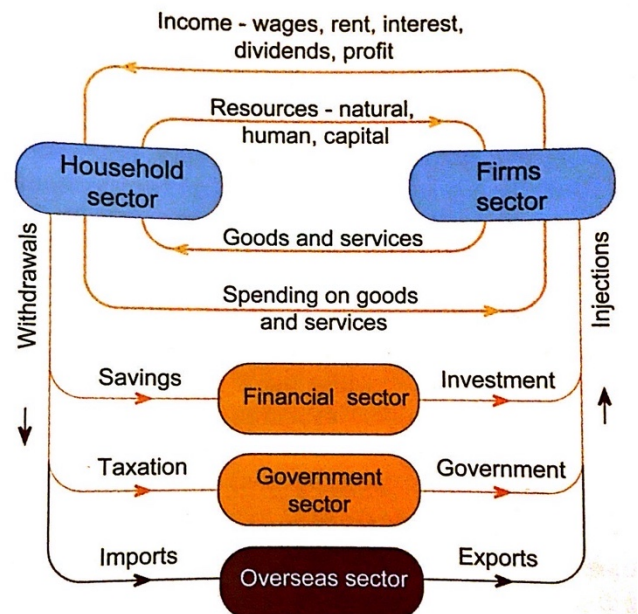 Income - wages, rent, interest,
dividends, profit
Resources - natural,
human, capital
Household
sector
Firms
sector
Goods and services
Spending on goods
and services
Withdrawals
Injections
Savings
Financial sector
Investment
Taxation
Government
sector
Government
Imports
Overseas sector
Exports